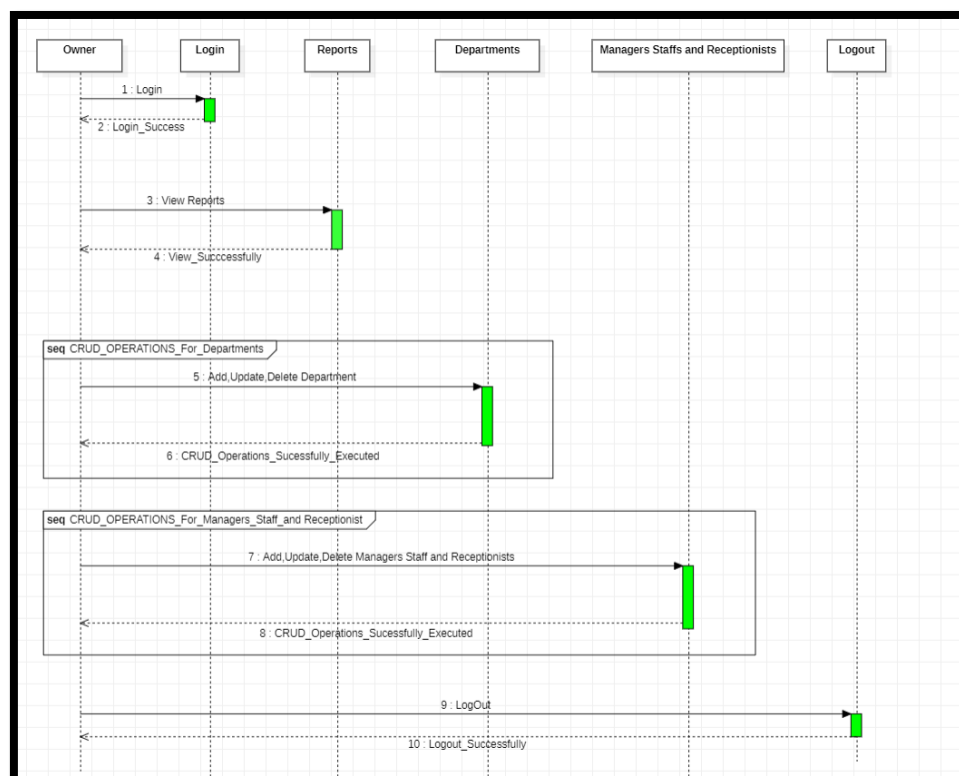 Owner
Login
Reports
Departments
Managers Staffs and Receptionists
Logout
1 : Login
2 : Login_Success
3 : View Reports
4 : View_Succcessfully
seq CRUD_OPERATIONS_For_Departments
5 : Add,Update,Delete Department
6 : CRUD_Operations_Sucessfully_Executed
seq CRUD_OPERATIONS_For_Managers_Staff_and Receptionist
7 : Add,Update,Delete Managers Staff and Receptionists
8 : CRUD_Operations_Sucessfully_Executed
9 : LogOut
10 : Logout_Successfully